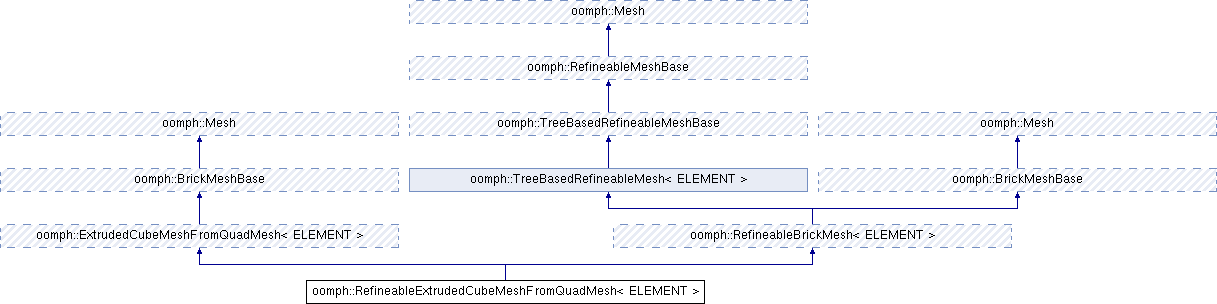 oomph::Mesh
oomph::RefineableMeshBase
oomph::Mesh
oomph::TreeBasedRefineableMeshBase
oomph::Mesh
oomph::BrickMeshBase
oomph::TreeBasedRefineableMesh< ELEMENT >
oomph::BrickMeshBase
oomph::ExtrudedCubeMeshFromQuadMesh< ELEMENT >
oomph::RefineableBrickMesh< ELEMENT >
oomph::RefineableExtrudedCubeMeshFromQuadMesh< ELEMENT >